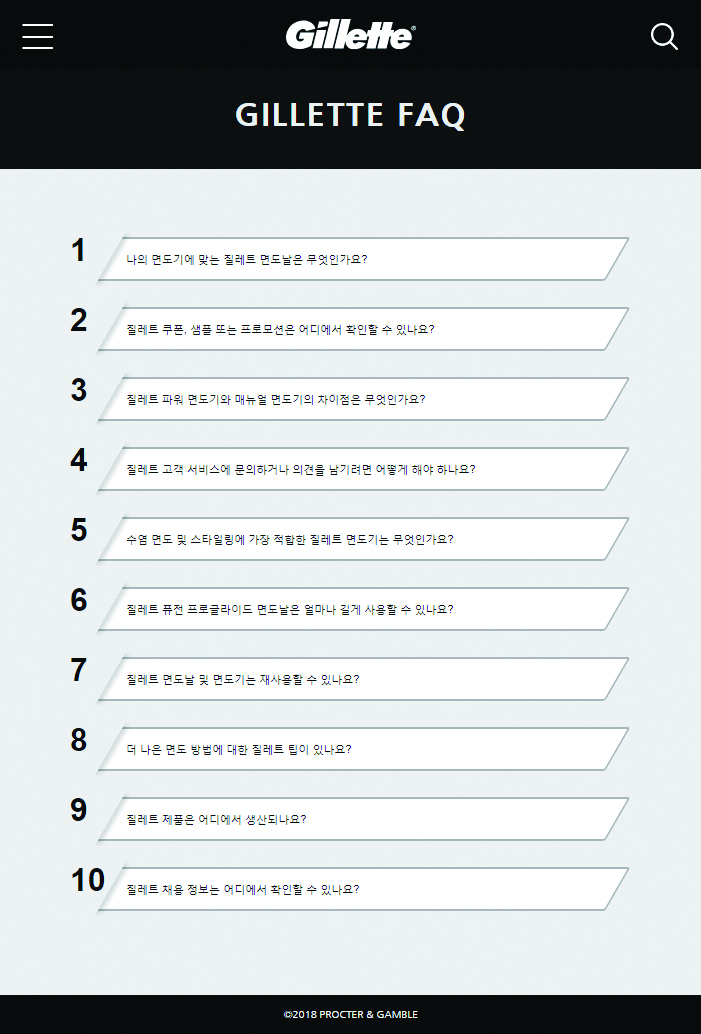 Gillette®
GILLETTE FAQ
1
나의 면도기에 맞는 질레트 면도날은 무엇인가요?
2
질레트 쿠폰, 샘플 또는 프로모션은 어디에서 확인할 수 있나요?
3
질레트 파워 면도기와 매뉴얼 면도기의 차이점은 무엇인가요?
4
질레트 고객 서비스에 문의하거나 의견을 남기려면 어떻게 해야 하나요?
5
수염 면도 및 스타일링에 가장 적합한 질레트 면도기는 무엇인가요?
6
질레트 퓨전 프로글라이드 면도날은 얼마나 길게 사용할 수 있나요?
7
질레트 면도날 및 면도기는 재사용할 수 있나요?
8
더 나은 면도 방법에 대한 질레트 팁이 있나요?
9
질레트 제품은 어디에서 생산되나요?
10
질레트 채용 정보는 어디에서 확인할 수 있나요?
©2018 PROCTER & GAMBLE